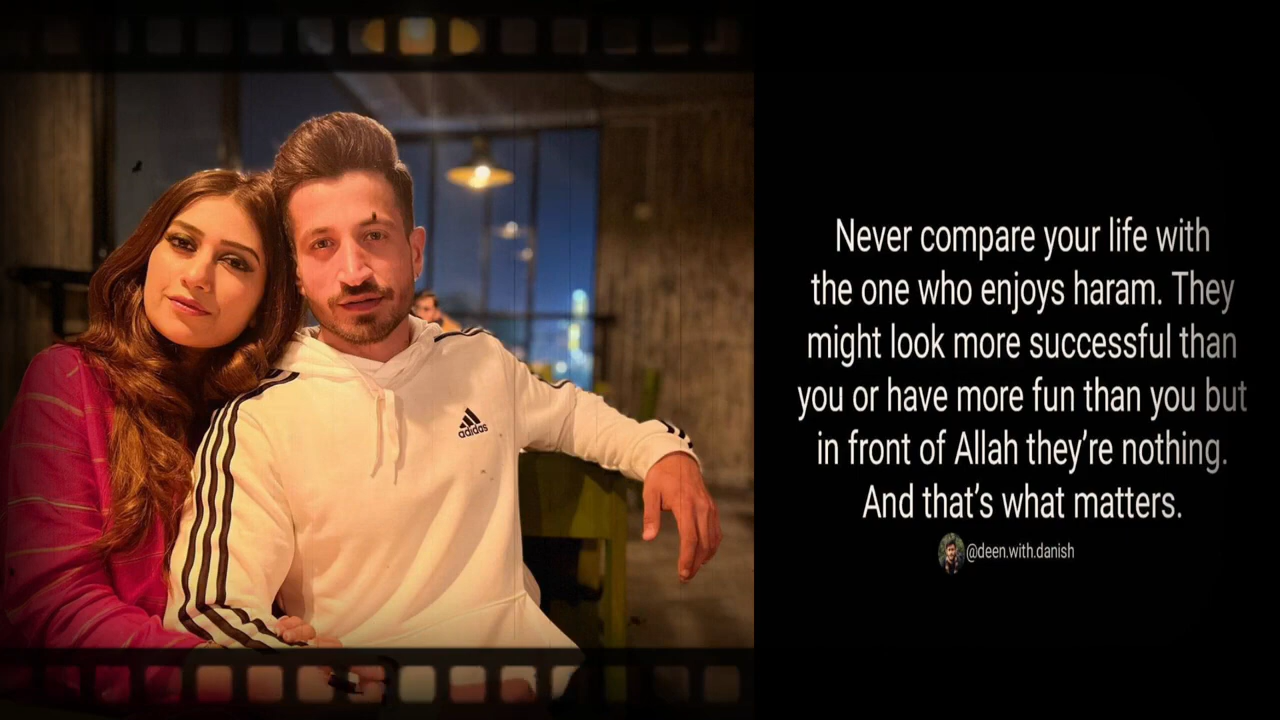 adidas
Never compare your life with
the one who enjoys haram. They
might look more successful than
you or have more fun than you but
in front of Allah they’re nothing.
And that’s what matters.
@deen.with.danish